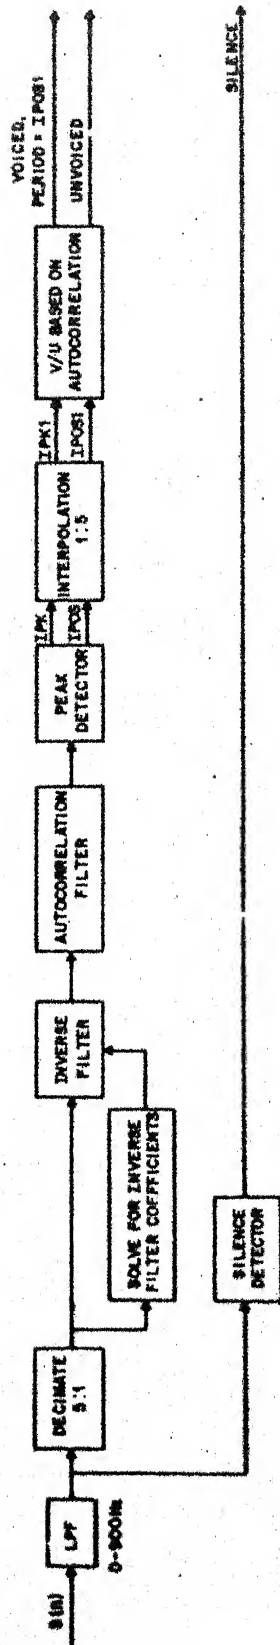 S(n)
LPF
0-900Hz
DECIMATE
5:1
SOLVE FOR INVERSE
FILTER COEFFICIENTS
INVERSE
FILTER
AUTOCORRELATION
FILTER
PEAK
DETECTOR
IPK
IPOS
INTERPOLATION
1:5
IPK1
IPOS1
V/U BASED ON
AUTOCORRELATION
VOICED,
PERIOD = IPOS1
UNVOICED
SILENCE
DETECTOR
SILENCE